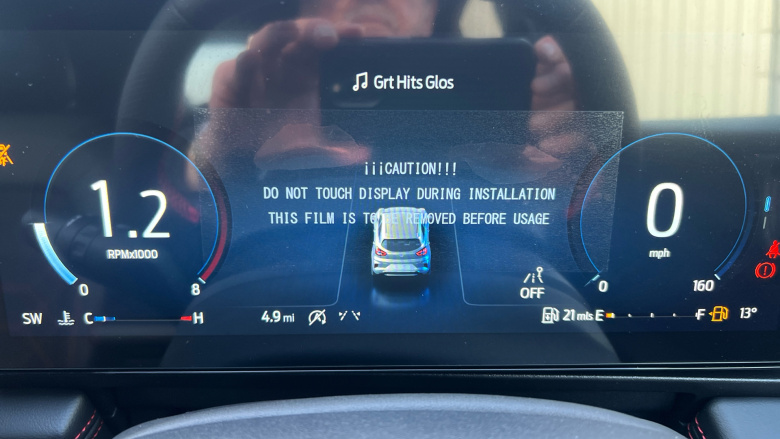 Grt Hits Glos
¡¡¡CAUTION!!!
DO NOT TOUCH DISPLAY DURING INSTALLATION
THIS FILM IS TO BE REMOVED BEFORE USAGE
1.2
RPMx1000
0 8
0
mph
0 160
OFF
SW C H 4.9 mi 21 mls E F 13°